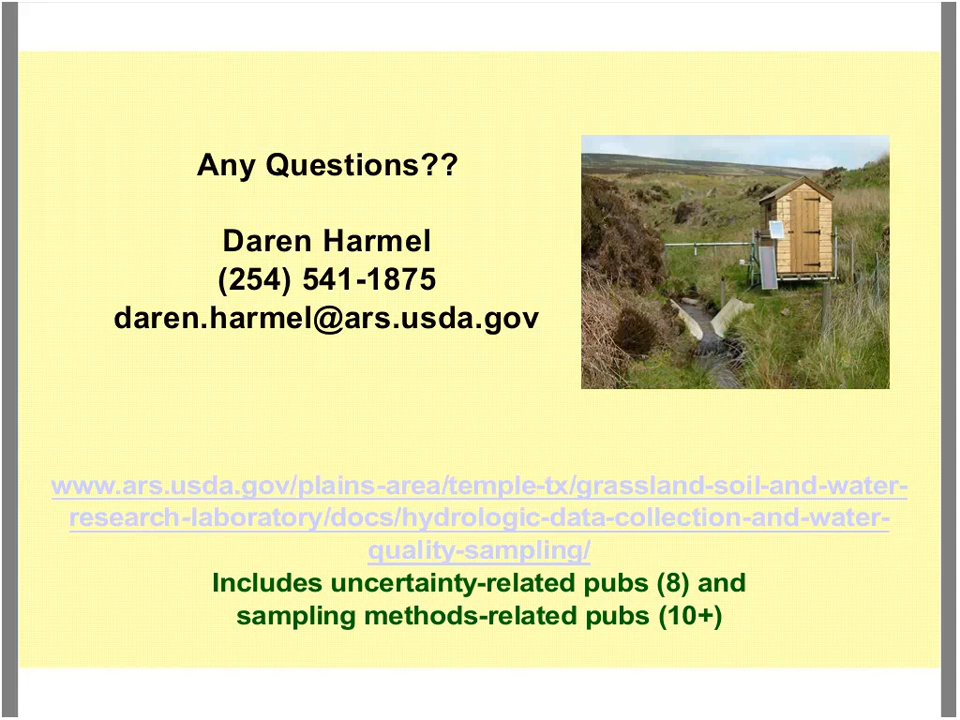 Any Questions??
Daren Harmel
(254) 541-1875
daren.harmel@ars.usda.gov
www.ars.usda.gov/plains-area/temple-tx/grassland-soil-and-water-
research-laboratory/docs/hydrologic-data-collection-and-water-
quality-sampling/
Includes uncertainty-related pubs (8) and
sampling methods-related pubs (10+)